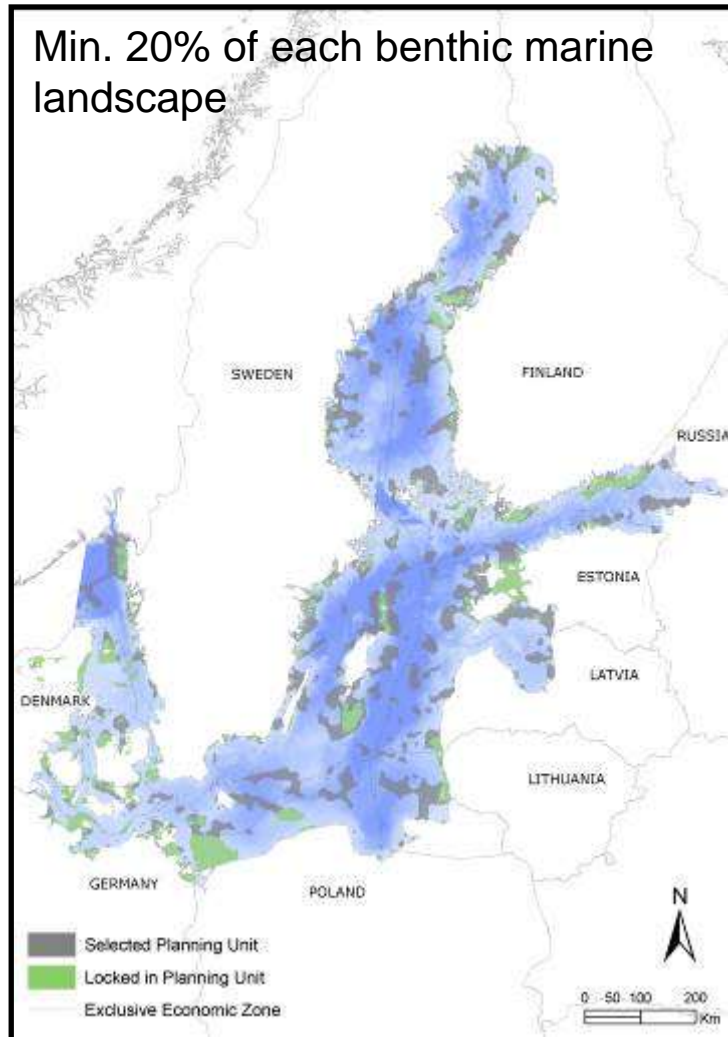 Min. 20% of each benthic marine
landscape
SWEDEN
FINLAND
RUSSIA
ESTONIA
LATVIA
DENMARK
LITHUANIA
GERMANY
POLAND
N
Selected Planning Unit
Locked in Planning Unit
Exclusive Economic Zone
0 50 100 200
Km